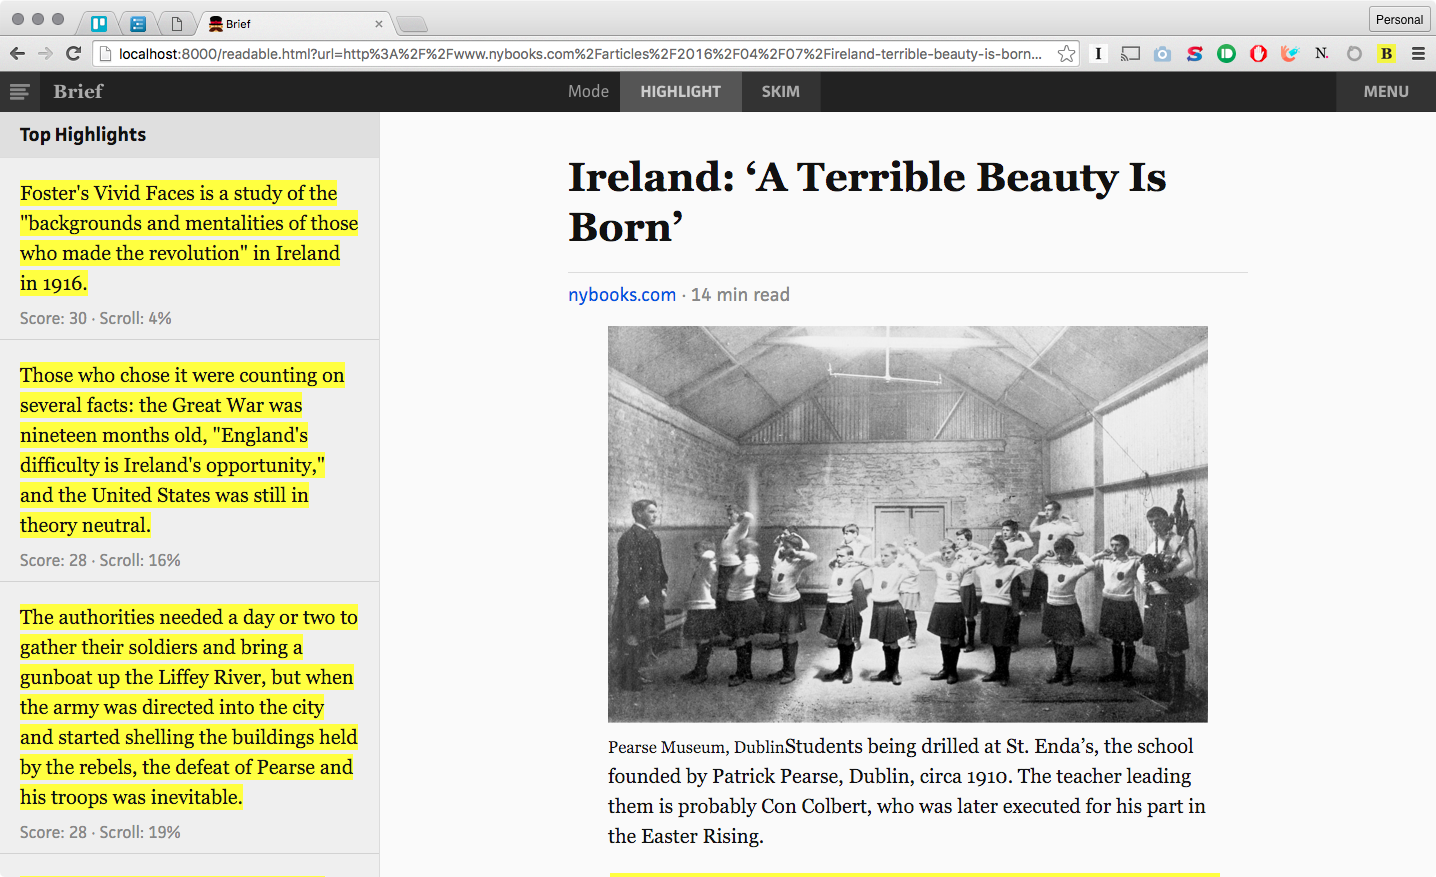 Brief
Personal
localhost:8000/readable.html?url=http%3A%2F%2Fwww.nybooks.com%2Farticles%2F2016%2F04%2F07%2Fireland-terrible-beauty-is-born...
I
S
N.
B
Brief
Mode
HIGHLIGHT
SKIM
MENU
Top Highlights
Foster's Vivid Faces is a study of the
"backgrounds and mentalities of those
who made the revolution" in Ireland
in 1916.
Score: 30 · Scroll: 4%
Those who chose it were counting on
several facts: the Great War was
nineteen months old, "England's
difficulty is Ireland's opportunity,"
and the United States was still in
theory neutral.
Score: 28 · Scroll: 16%
The authorities needed a day or two to
gather their soldiers and bring a
gunboat up the Liffey River, but when
the army was directed into the city
and started shelling the buildings held
by the rebels, the defeat of Pearse and
his troops was inevitable.
Score: 28 · Scroll: 19%
Ireland: ‘A Terrible Beauty Is
Born’
nybooks.com · 14 min read
Pearse Museum, DublinStudents being drilled at St. Enda’s, the school
founded by Patrick Pearse, Dublin, circa 1910. The teacher leading
them is probably Con Colbert, who was later executed for his part in
the Easter Rising.